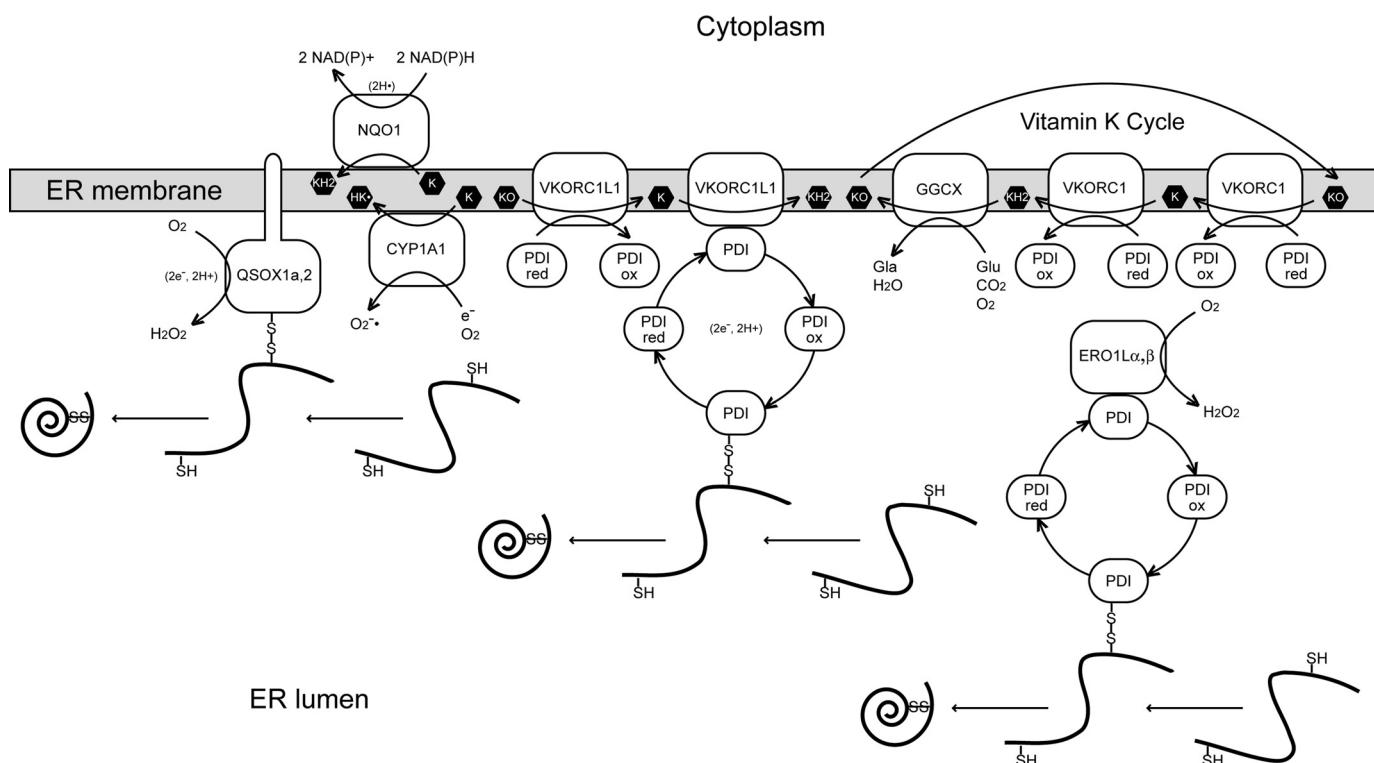 Cytoplasm
2 NAD(P)+ 2 NAD(P)H
(2H•)
NQO1
Vitamin K Cycle
ER membrane
KH2 K
HK• K KO VKORC1L1 K VKORC1L1 KH2 KO GGCX KH2 VKORC1 K VKORC1 KO
O2
(2e⁻, 2H+)
QSOX1a,2
H2O2
CYP1A1
O2⁻•
e⁻
O2
PDI
red
PDI
ox
PDI
PDI
red
(2e⁻, 2H+)
PDI
ox
PDI
Gla
H2O
Glu
CO2
O2
PDI
ox
PDI
red
PDI
ox
PDI
red
O2
ERO1Lα,β
H2O2
PDI
PDI
red
PDI
ox
PDI
S
S
SS
SH
SH
SH
S
S
SS
SH
SH
SH
S
S
SS
SH
SH
SH
ER lumen